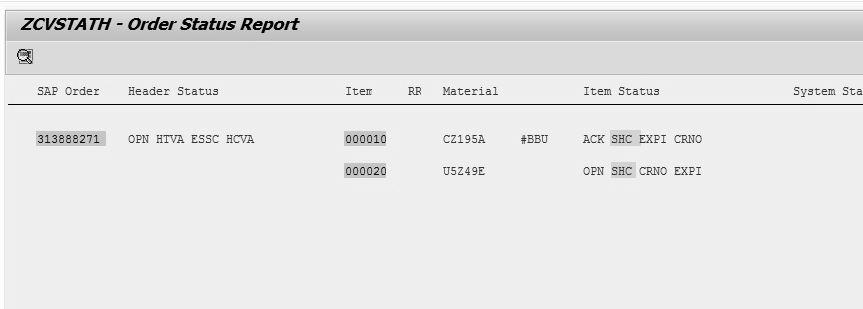 ZCVSTATH - Order Status Report
SAP Order Header Status Item RR Material Item Status System Sta
313888271 OPN HTVA ESSC HCVA 000010 CZ195A #BBU ACK SHC EXPI CRNO
000020 U5Z49E OPN SHC CRNO EXPI